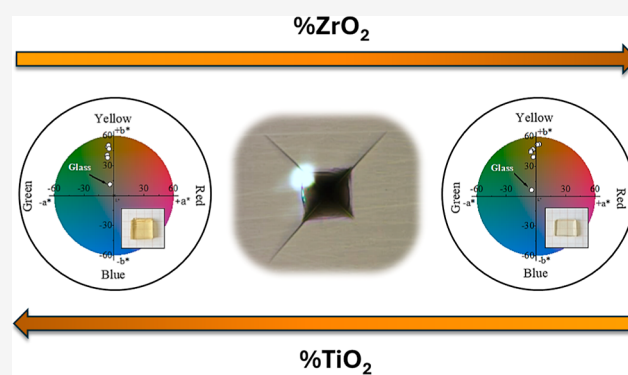 %ZrO₂
Yellow
+b*
60
30
Glass
-60
-30
30
60
Green
-a*
+a*
Red
-30
-60
-b*
Blue
Yellow
+b*
60
30
Glass
-60
-30
30
60
Green
-a*
+a*
Red
-30
-60
-b*
Blue
%TiO₂